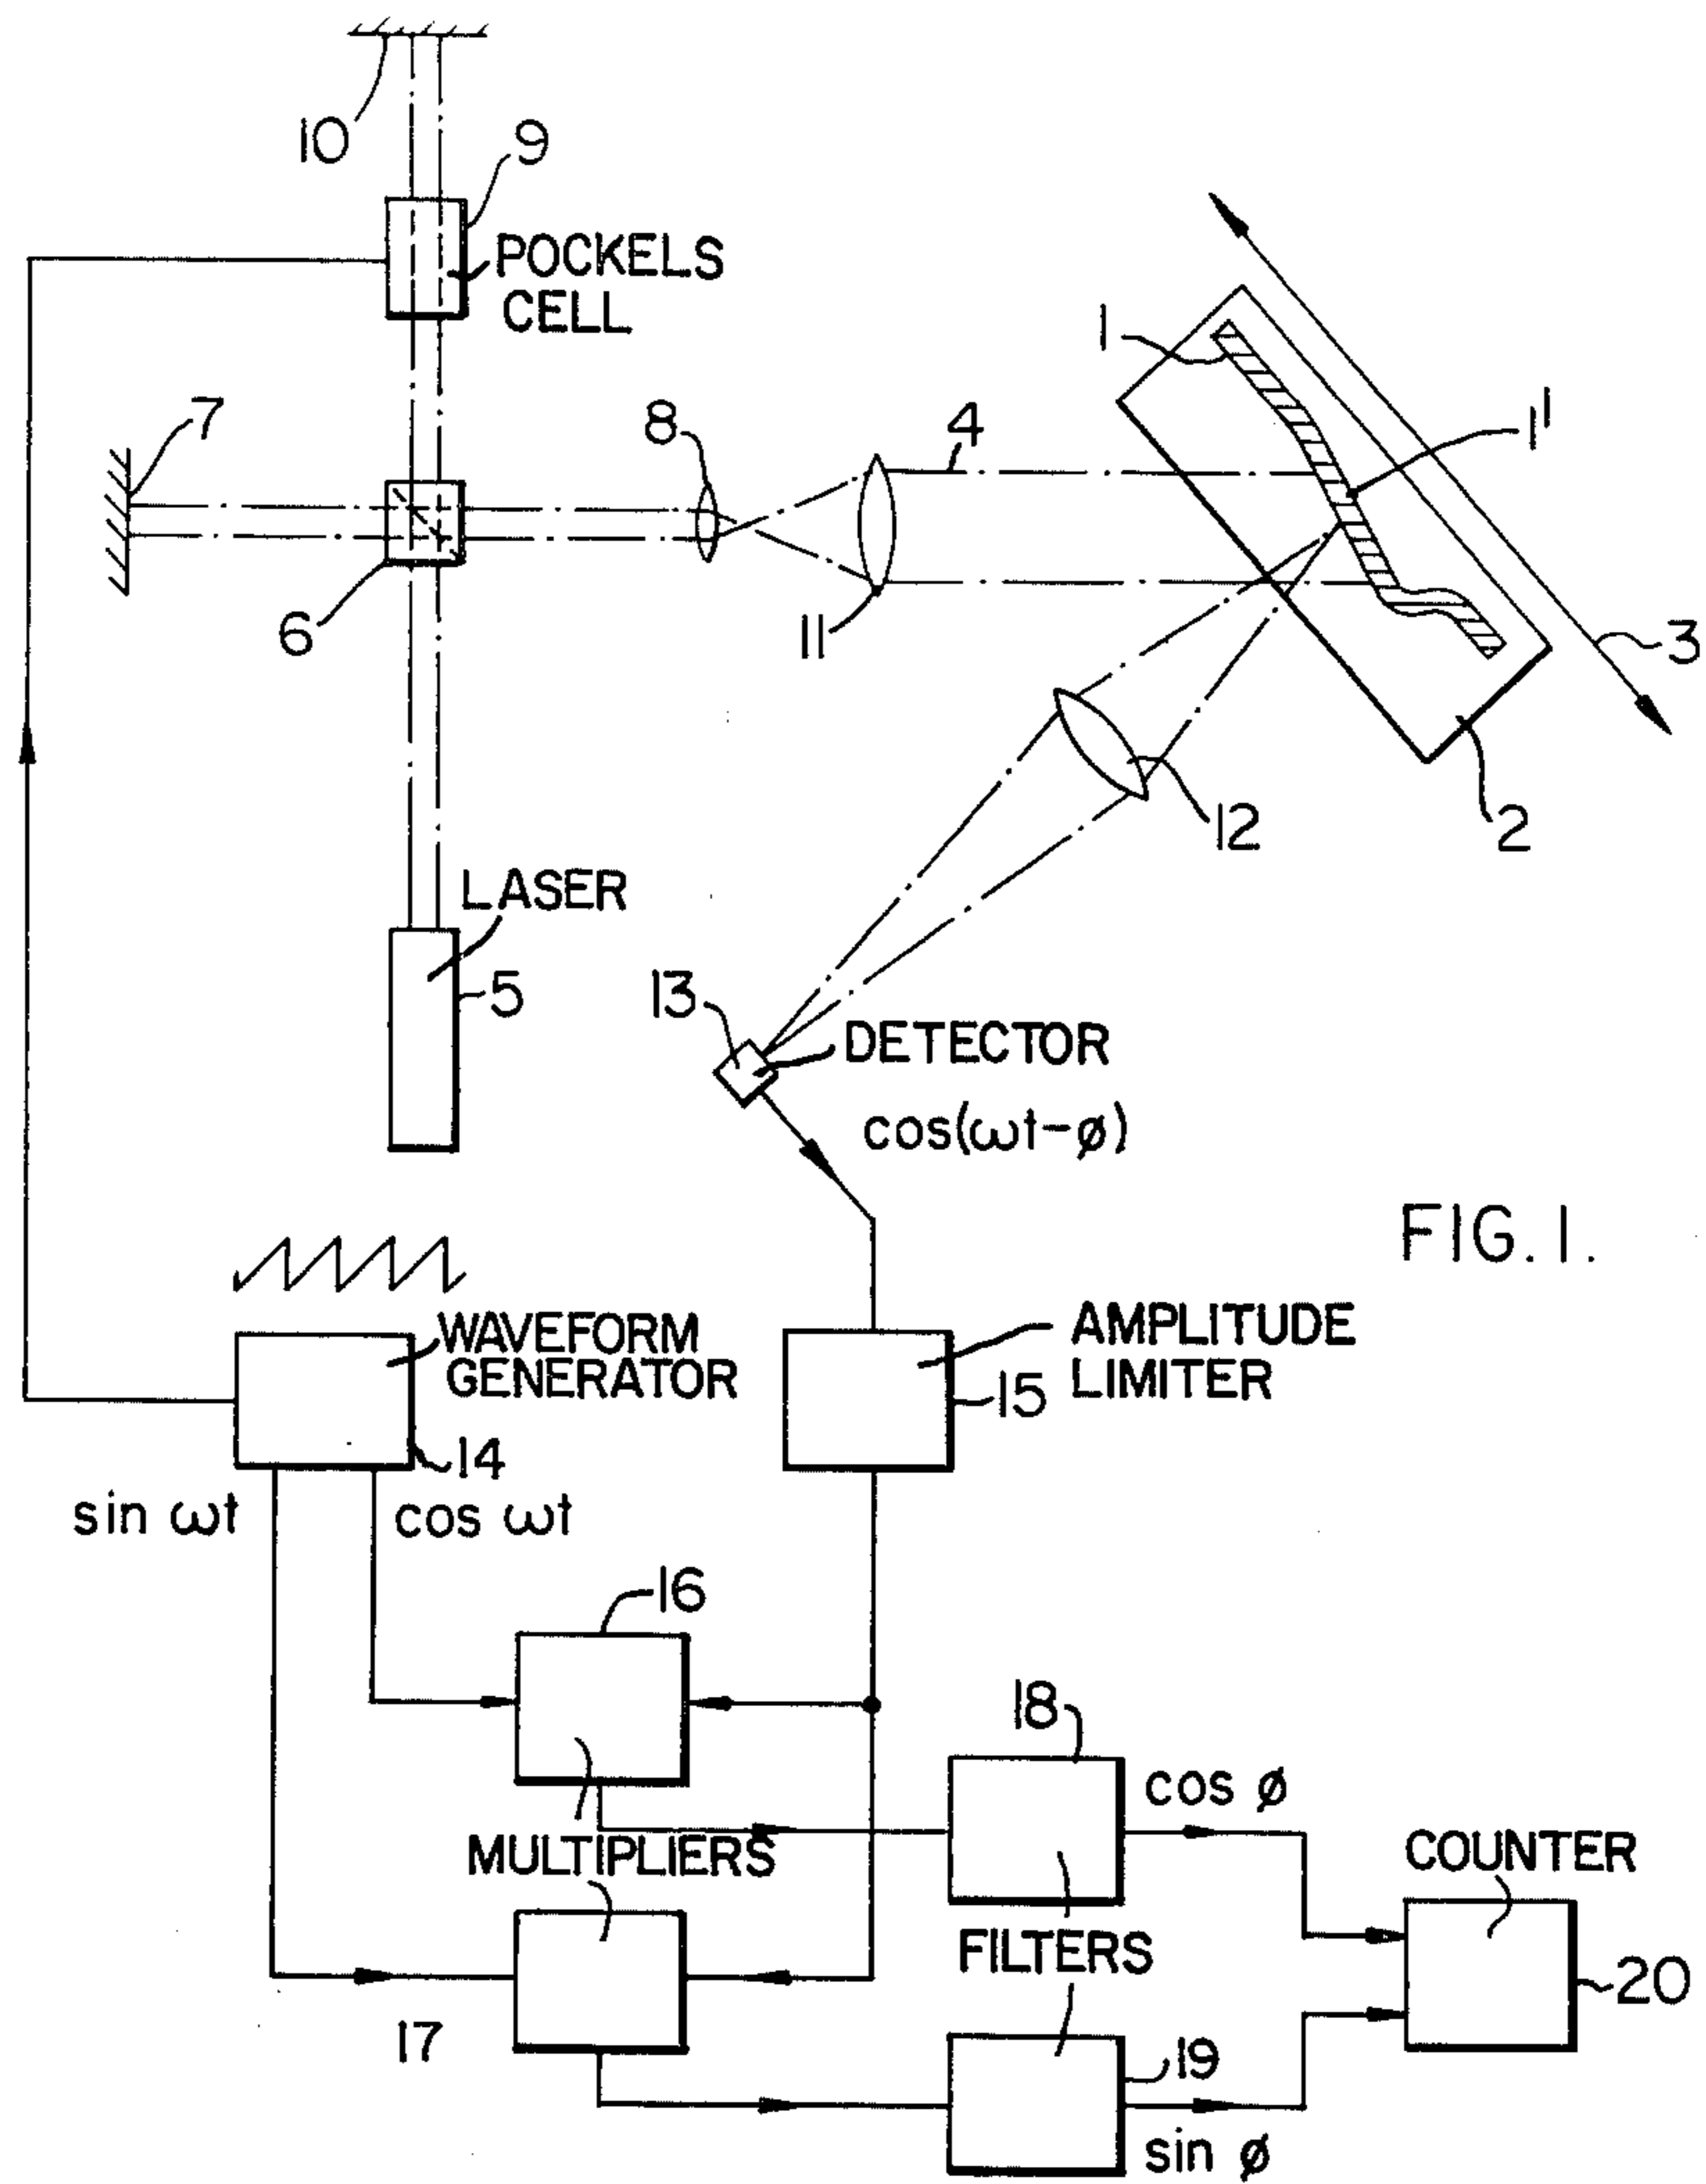 10
9
POCKELS
CELL
1
1'
7
8
4
6
11
3
12
2
LASER
5
13
DETECTOR
cos(ωt-φ)
FIG. 1.
WAVEFORM
GENERATOR
14
AMPLITUDE
LIMITER
15
sin ωt
cos ωt
16
18
cos φ
MULTIPLIERS
COUNTER
FILTERS
20
17
19
sin φ